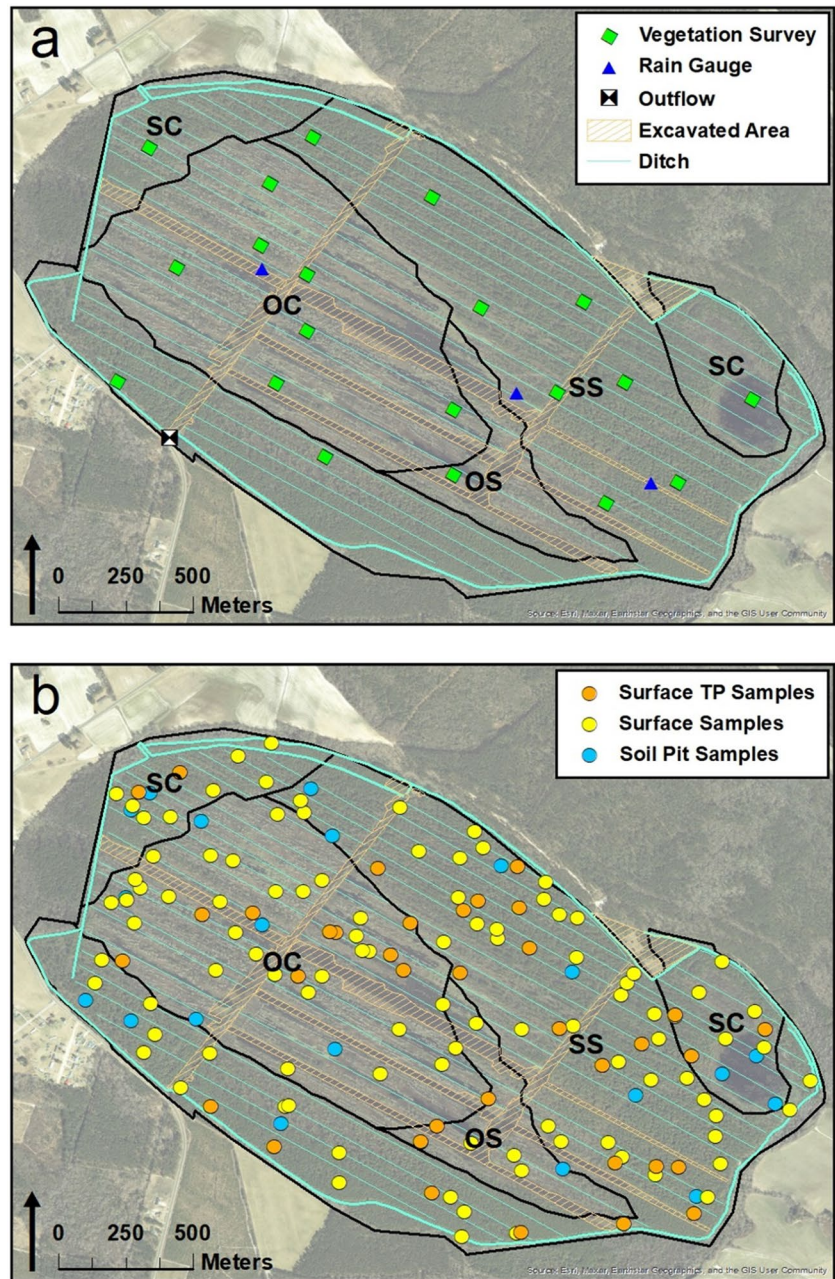 a
Vegetation Survey
Rain Gauge
Outflow
Excavated Area
Ditch
SC
OC
SS
SC
OS
0 250 500
Meters
Source: Esri, Maxar, Earthstar Geographics, and the GIS User Community
b
Surface TP Samples
Surface Samples
Soil Pit Samples
SC
OC
SS
SC
OS
0 250 500
Meters
Source: Esri, Maxar, Earthstar Geographics, and the GIS User Community